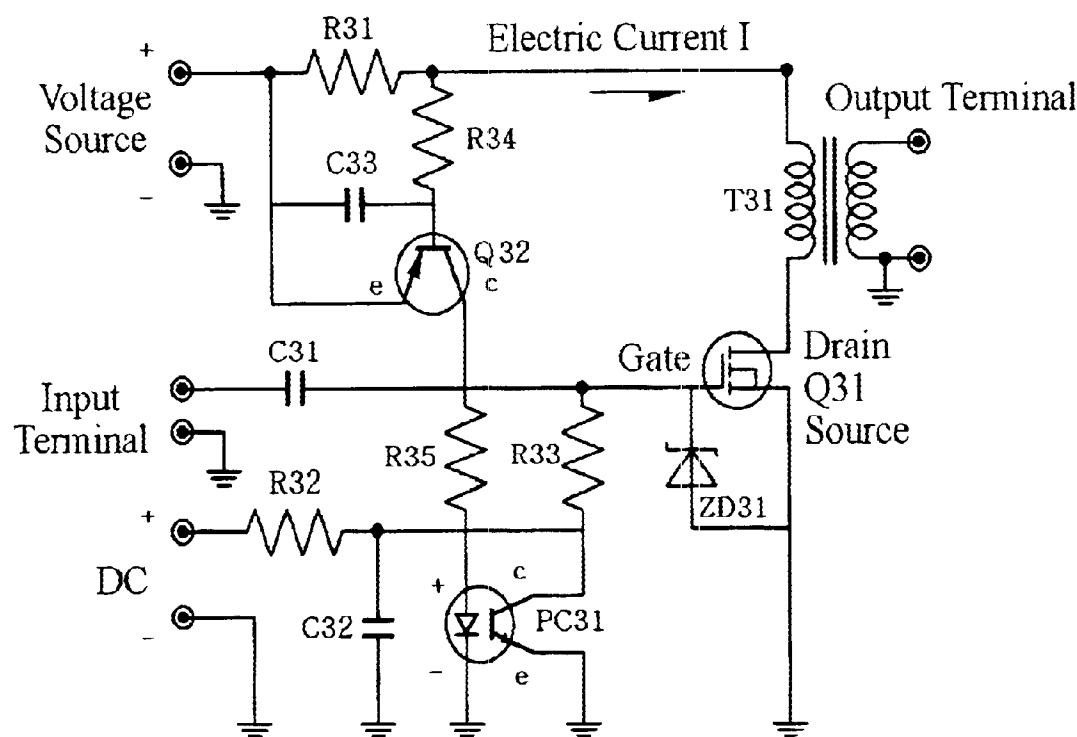 R31
Electric Current I
+
Voltage
Source
-
R34
C33
Output Terminal
T31
Q32
e
c
C31
Gate
Drain
Q31
Source
Input
Terminal
R35
R33
R32
ZD31
+
DC
-
C32
+
-
c
PC31
e